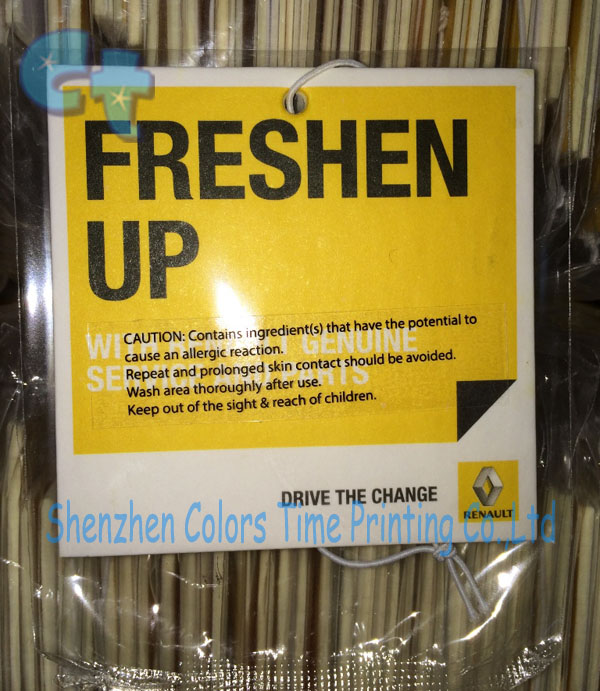 FRESHEN
UP
CAUTION: Contains ingredient(s) that have the potential to
cause an allergic reaction.
Repeat and prolonged skin contact should be avoided.
Wash area thoroughly after use.
Keep out of the sight & reach of children.
GENUINE
DRIVE THE CHANGE
RENAULT
Shenzhen Colors Time Printing Co.,Ltd